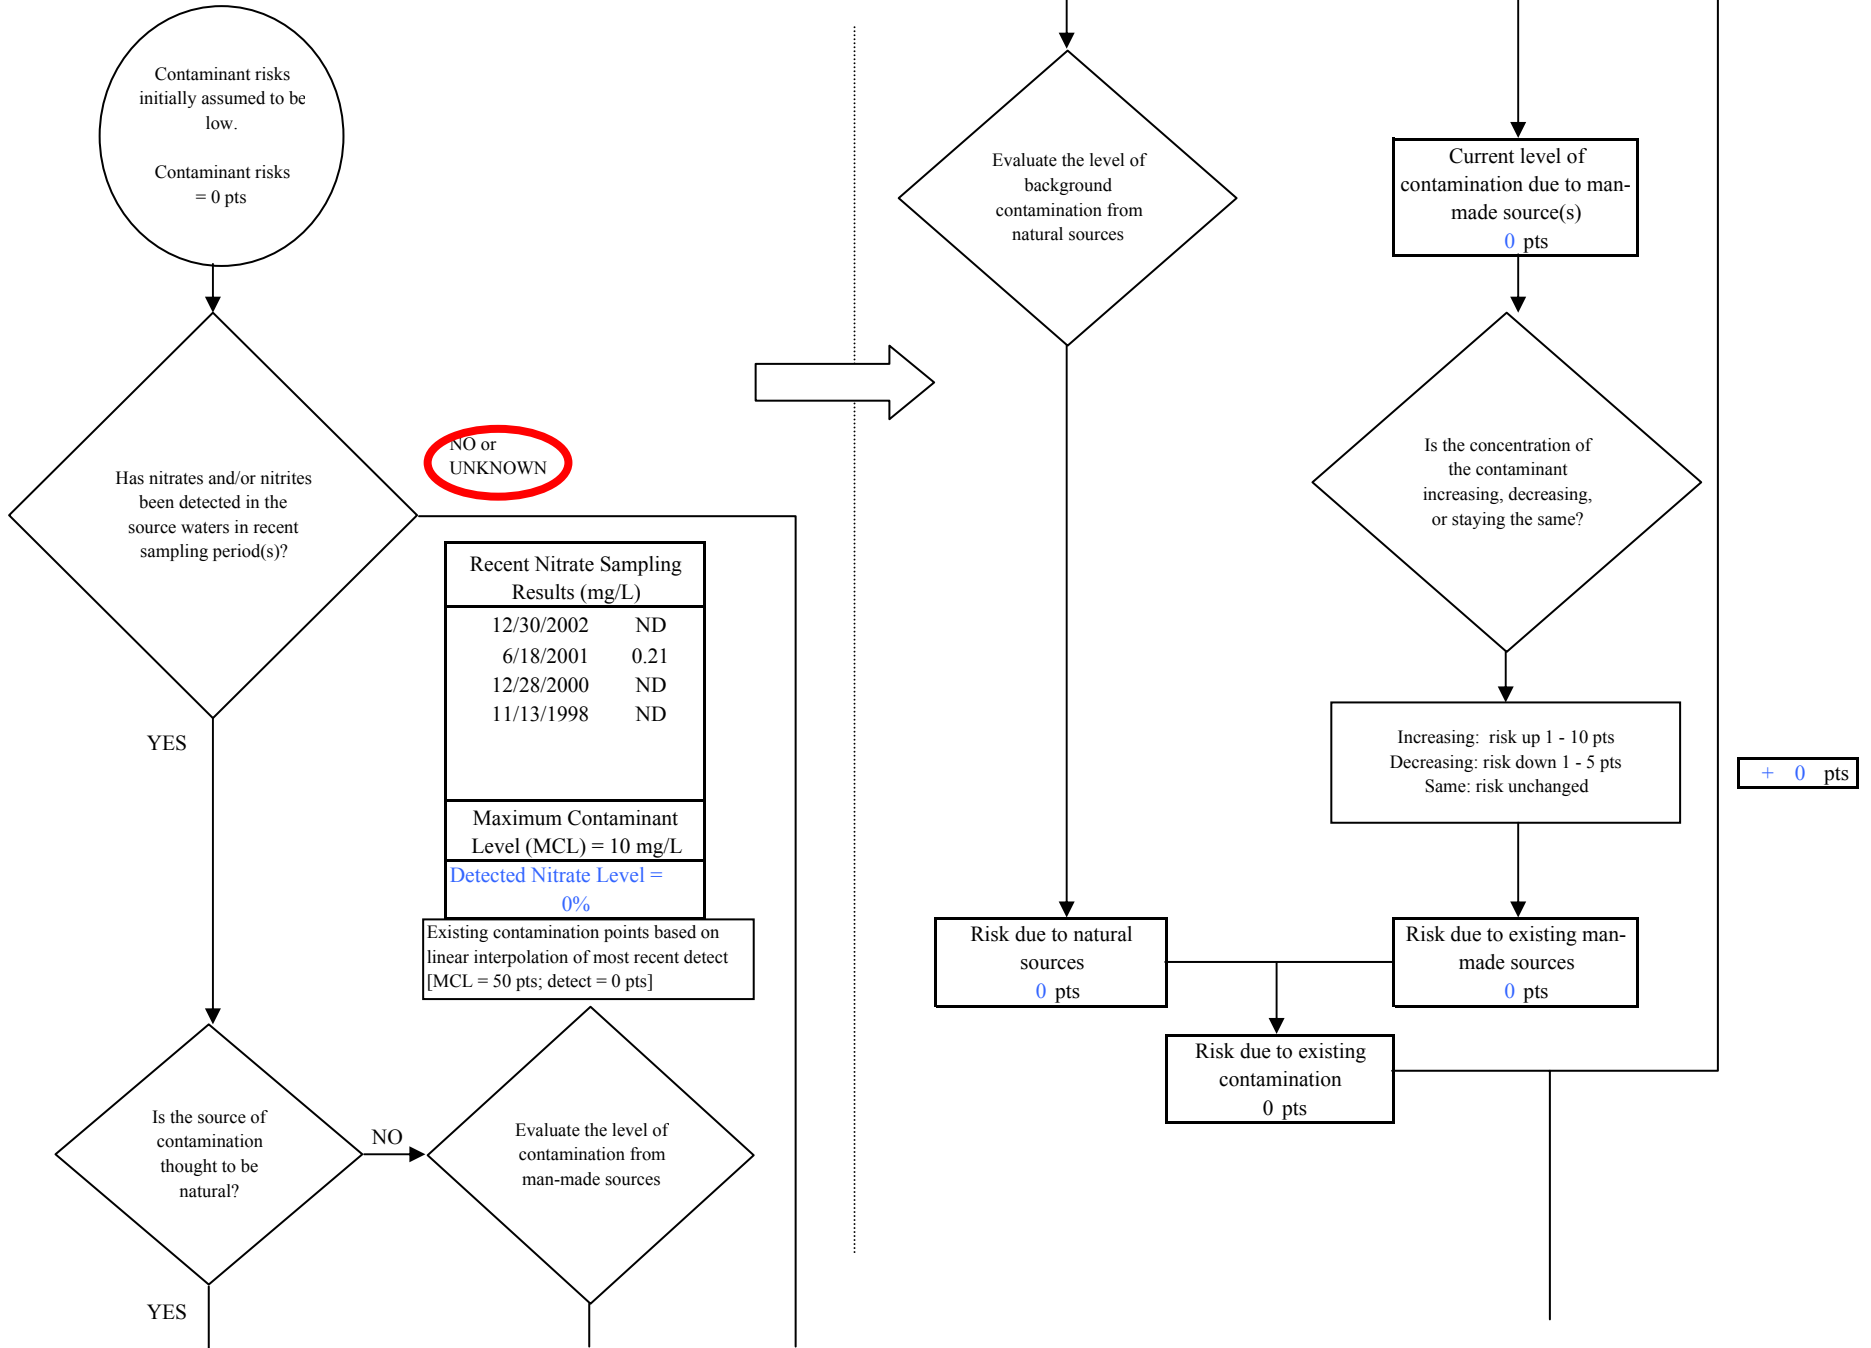 Contaminant risks
initially assumed to be
low.
Contaminant risks
= 0 pts
Has nitrates and/or nitrites
been detected in the
source waters in recent
sampling period(s)?
NO or
UNKNOWN
YES
Recent Nitrate Sampling
Results (mg/L)
12/30/2002 ND
6/18/2001 0.21
12/28/2000 ND
11/13/1998 ND
Maximum Contaminant
Level (MCL) = 10 mg/L
Detected Nitrate Level =
0%
Existing contamination points based on
linear interpolation of most recent detect
[MCL = 50 pts; detect = 0 pts]
Is the source of
contamination
thought to be
natural?
NO
Evaluate the level of
contamination from
man-made sources
YES
Evaluate the level of
background
contamination from
natural sources
Current level of
contamination due to man-
made source(s)
0 pts
Is the concentration of
the contaminant
increasing, decreasing,
or staying the same?
Increasing: risk up 1 - 10 pts
Decreasing: risk down 1 - 5 pts
Same: risk unchanged
+ 0 pts
Risk due to natural
sources
0 pts
Risk due to existing man-
made sources
0 pts
Risk due to existing
contamination
0 pts